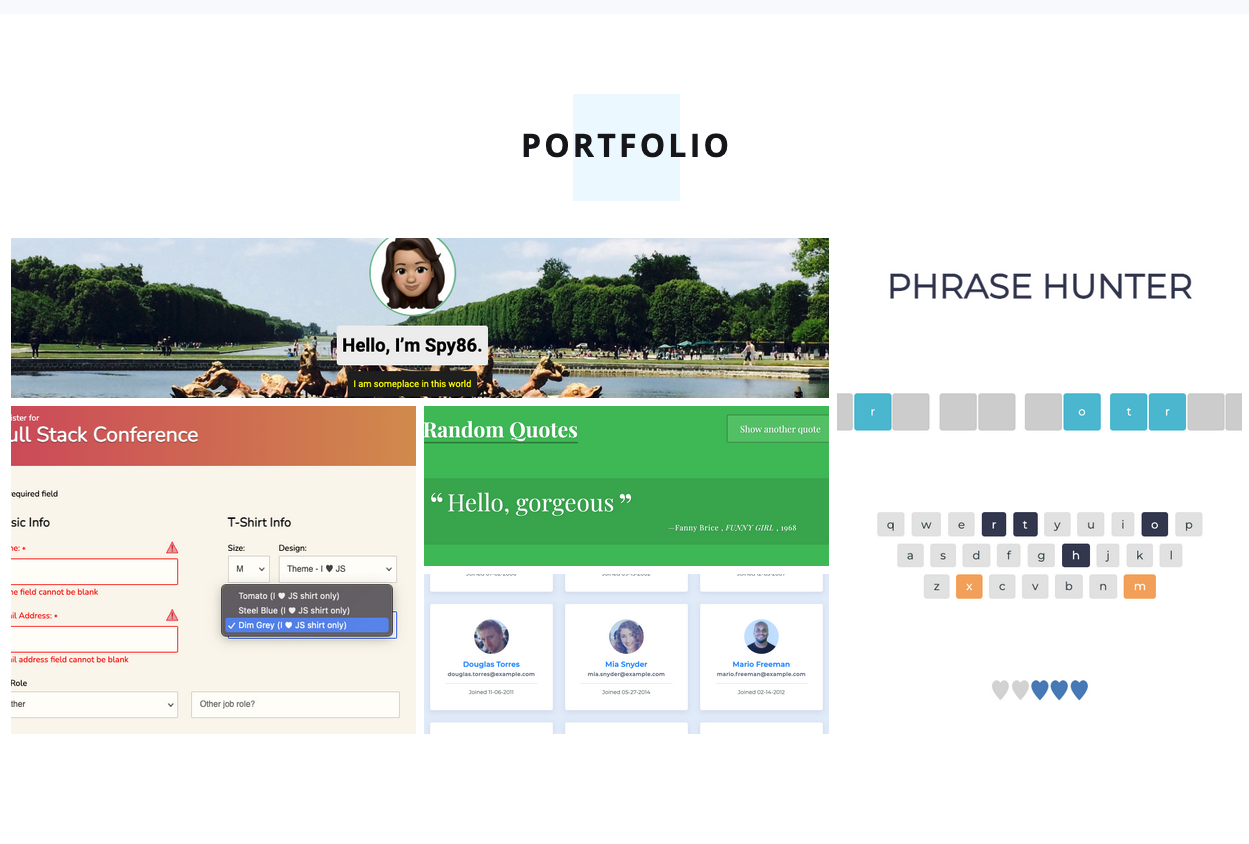 PORTFOLIO
Hello, I'm Spy86.
I am someplace in this world
ister for
ull Stack Conference
equired field
sic Info
T-Shirt Info
ne: •
Size:
Design:
M
Theme - I ♥ JS
ne field cannot be blank
Tomato (I ♥ JS shirt only)
Steel Blue (I ♥ JS shirt only)
✓ Dim Grey (I ♥ JS shirt only)
il Address: •
il address field cannot be blank
Role
ther
Other job role?
Random Quotes
Show another quote
“ Hello, gorgeous ”
—Fanny Brice , FUNNY GIRL , 1968
Douglas Torres
douglas.torres@example.com
Joined 11-06-2011
Mia Snyder
mia.snyder@example.com
Joined 05-27-2014
Mario Freeman
mario.freeman@example.com
Joined 02-14-2012
PHRASE HUNTER
r o t r
q w e r t y u i o p
a s d f g h j k l
z x c v b n m